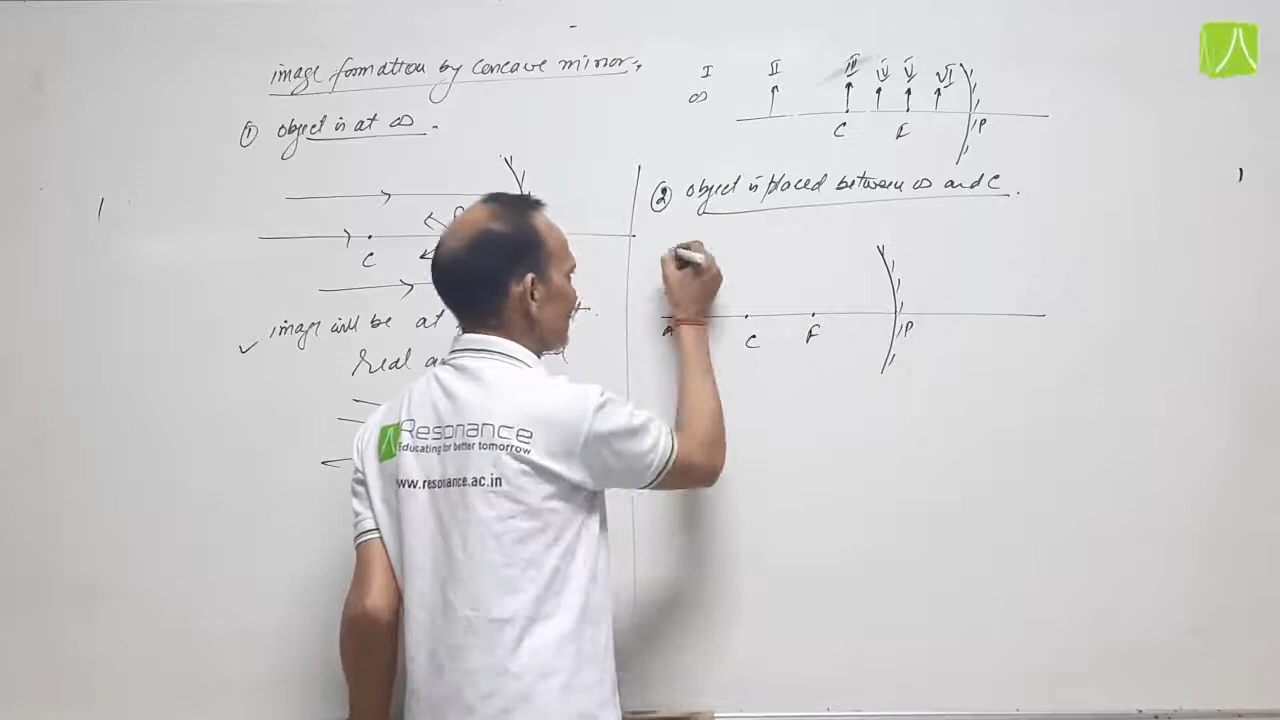 image formation by Concave mirror,
① object is at ∞ .
C
image will be at
Real a
I II III IV V VI
∞
C F P
② object is placed between ∞ and C .
A C F P
Resonance
Educating for better tomorrow
www.resonance.ac.in